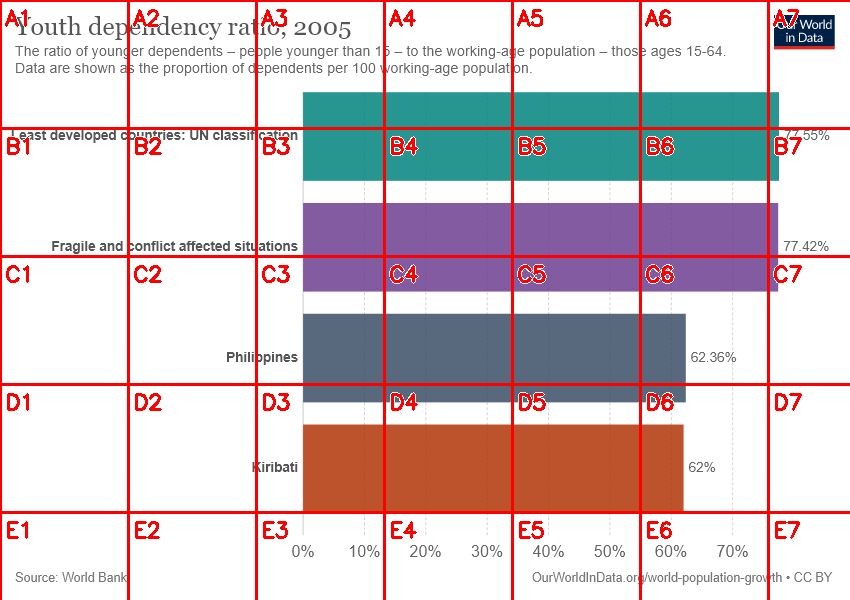 Youth dependency ratio, 2005
Our World
in Data
The ratio of younger dependents – people younger than 15 – to the working-age population – those ages 15-64.
Data are shown as the proportion of dependents per 100 working-age population.
Least developed countries: UN classification
77.55%
Fragile and conflict affected situations
77.42%
Philippines
62.36%
Kiribati
62%
0% 10% 20% 30% 40% 50% 60% 70%
Source: World Bank
OurWorldInData.org/world-population-growth • CC BY
A1 A2 A3 A4 A5 A6 A7
B1 B2 B3 B4 B5 B6 B7
C1 C2 C3 C4 C5 C6 C7
D1 D2 D3 D4 D5 D6 D7
E1 E2 E3 E4 E5 E6 E7